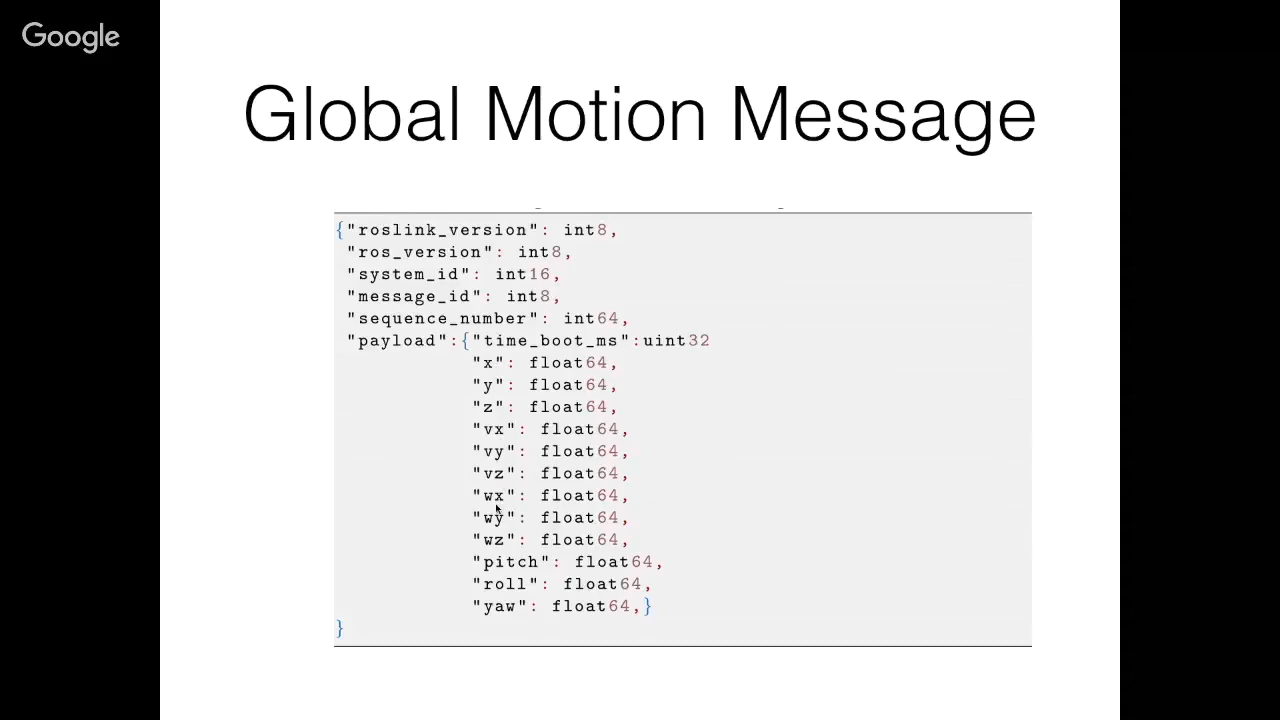 Google
Global Motion Message
{"roslink_version": int8,
"ros_version": int8,
"system_id": int16,
"message_id": int8,
"sequence_number": int64,
"payload":{"time_boot_ms":uint32
"x": float64,
"y": float64,
"z": float64,
"vx": float64,
"vy": float64,
"vz": float64,
"wx": float64,
"wy": float64,
"wz": float64,
"pitch": float64,
"roll": float64,
"yaw": float64,}
}